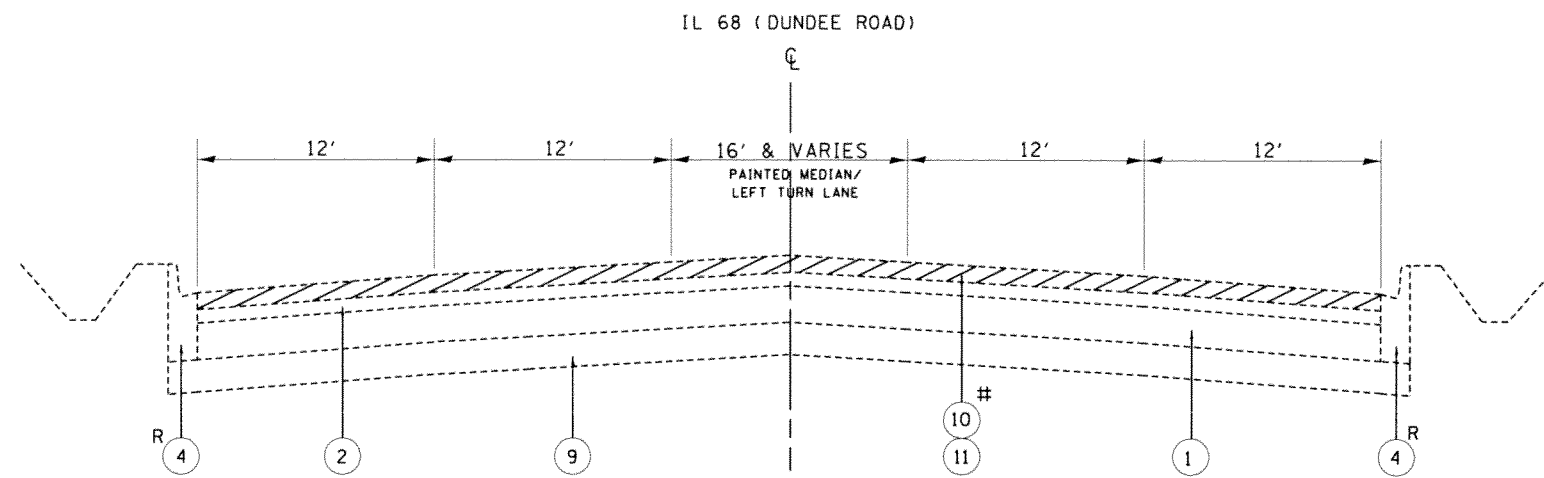 IL 68 (DUNDEE ROAD)
℄
12' 12' 16' & VARIES 12' 12'
PAINTED MEDIAN/
LEFT TURN LANE
#
10
R 4 2 9 11 1 4 R